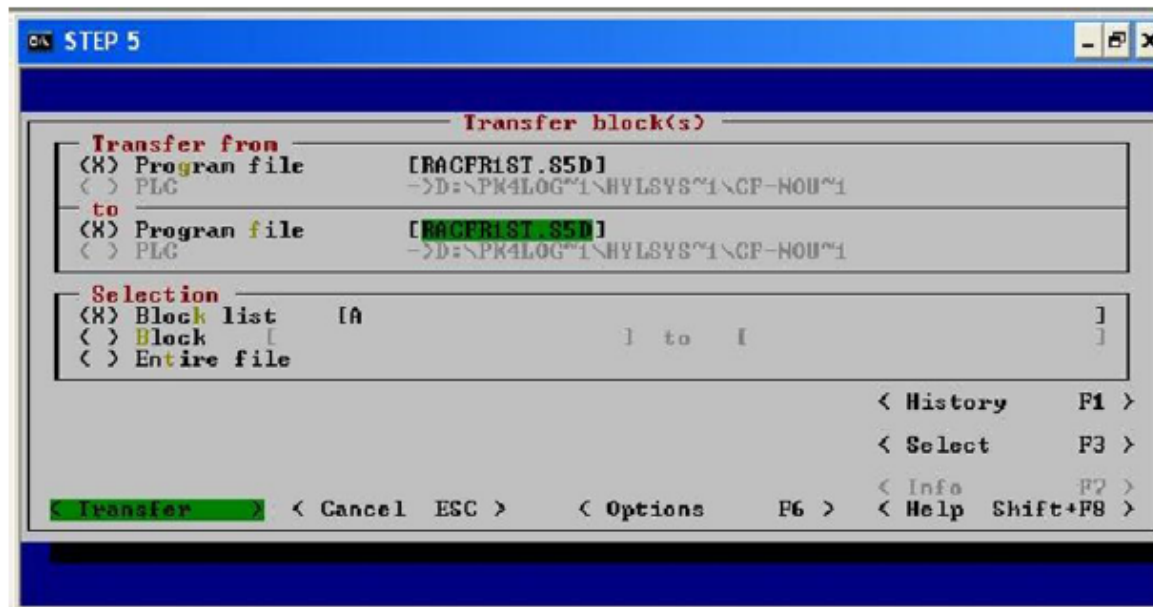 STEP 5
Transfer block(s)
Transfer from
(X) Program file [RACFR1ST.S5D]
( ) PLC ->D:\PK4LOG~1\HYLSYS~1\CF-NOU~1
to
(X) Program file [RACFR1ST.S5D]
( ) PLC ->D:\PK4LOG~1\HYLSYS~1\CF-NOU~1
Selection
(X) Block list [A ]
( ) Block [ ] to [ ]
( ) Entire file
< History F1 >
< Select F3 >
< Info F7 >
< Transfer > < Cancel ESC > < Options F6 > < Help Shift+F8 >